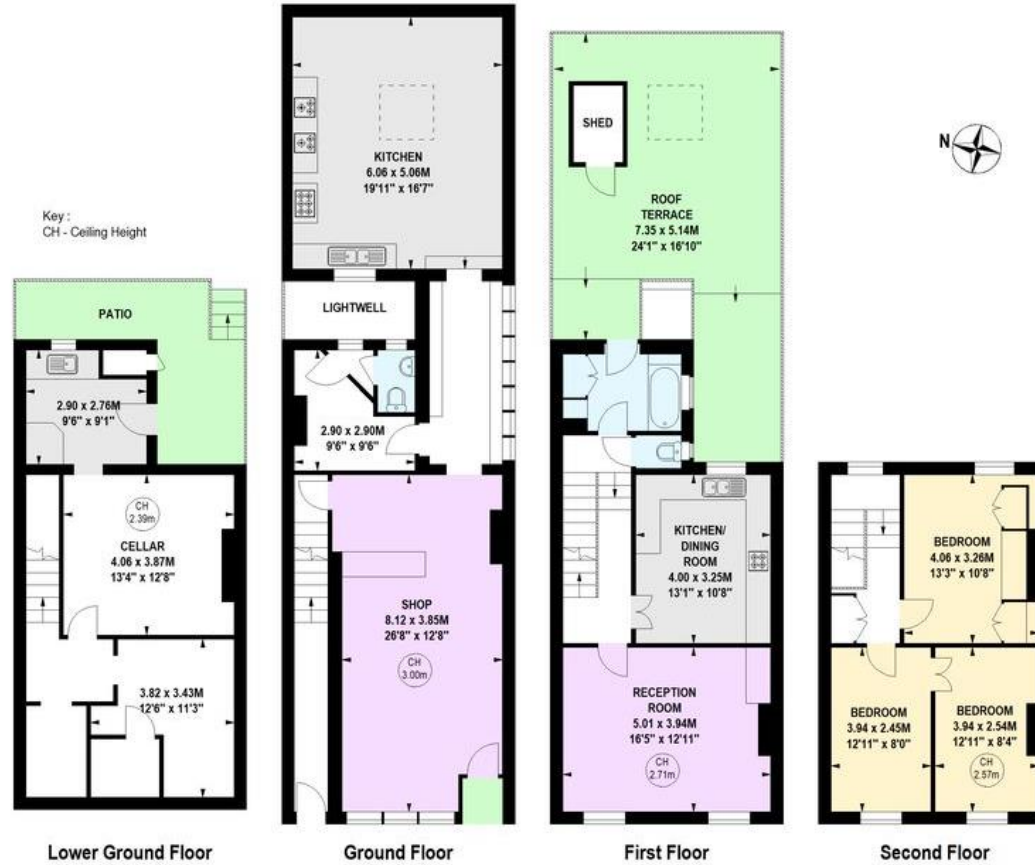 Key :
CH - Ceiling Height
PATIO
2.90 x 2.76M
9'6" x 9'1"
CH
2.39m
CELLAR
4.06 x 3.87M
13'4" x 12'8"
3.82 x 3.43M
12'6" x 11'3"
Lower Ground Floor
KITCHEN
6.06 x 5.06M
19'11" x 16'7"
LIGHTWELL
2.90 x 2.90M
9'6" x 9'6"
SHOP
8.12 x 3.85M
26'8" x 12'8"
CH
3.00m
Ground Floor
SHED
ROOF
TERRACE
7.35 x 5.14M
24'1" x 16'10"
KITCHEN/
DINING
ROOM
4.00 x 3.25M
13'1" x 10'8"
RECEPTION
ROOM
5.01 x 3.94M
16'5" x 12'11"
CH
2.71m
First Floor
N
BEDROOM
4.06 x 3.26M
13'3" x 10'8"
BEDROOM
3.94 x 2.45M
12'11" x 8'0"
BEDROOM
3.94 x 2.54M
12'11" x 8'4"
CH
2.57m
Second Floor